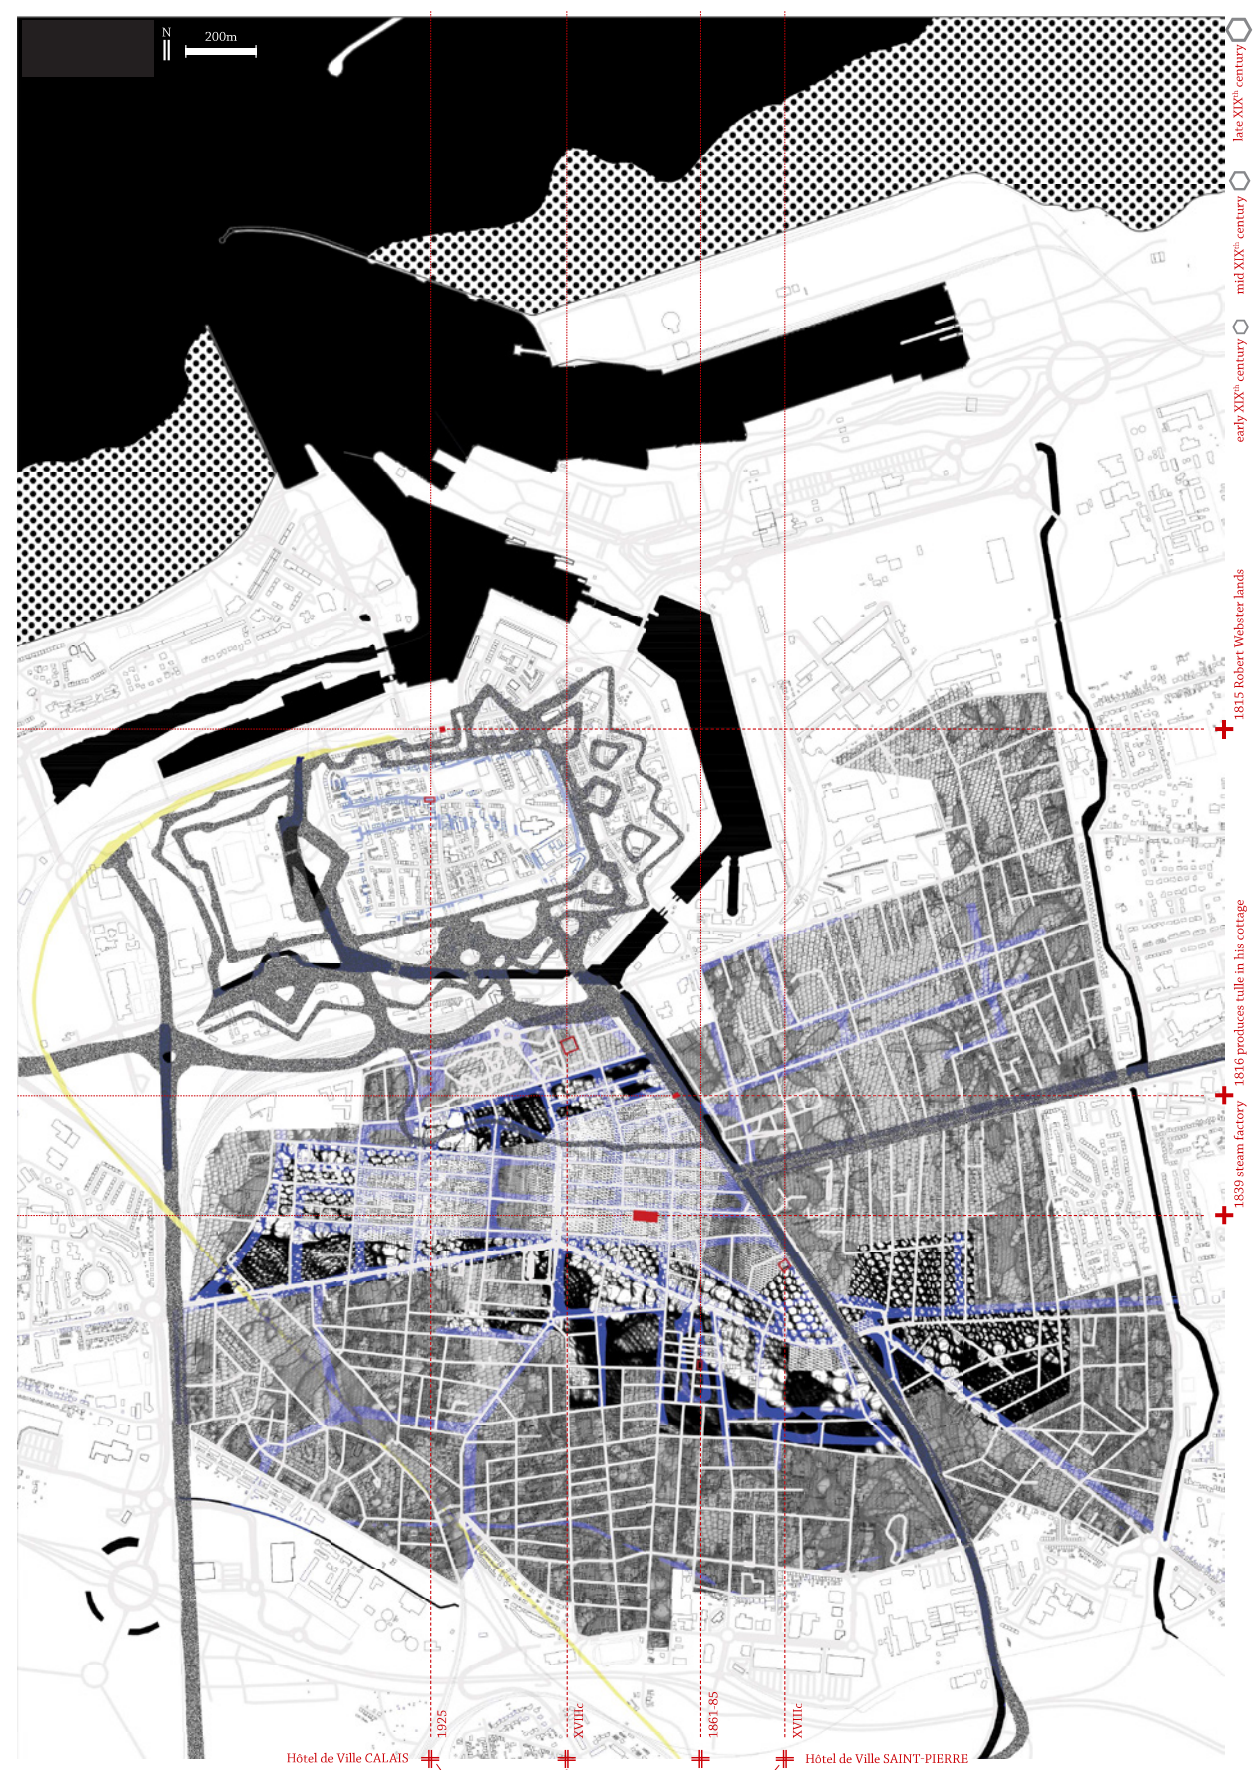 N
200m
late XIXth century
mid XIXth century
early XIXth century
1815 Robert Webster lands
1816 produces tulle in his cottage
1839 steam factory
1925
XVIIIc
1861-85
XVIIIc
Hôtel de Ville CALAIS
Hôtel de Ville SAINT-PIERRE